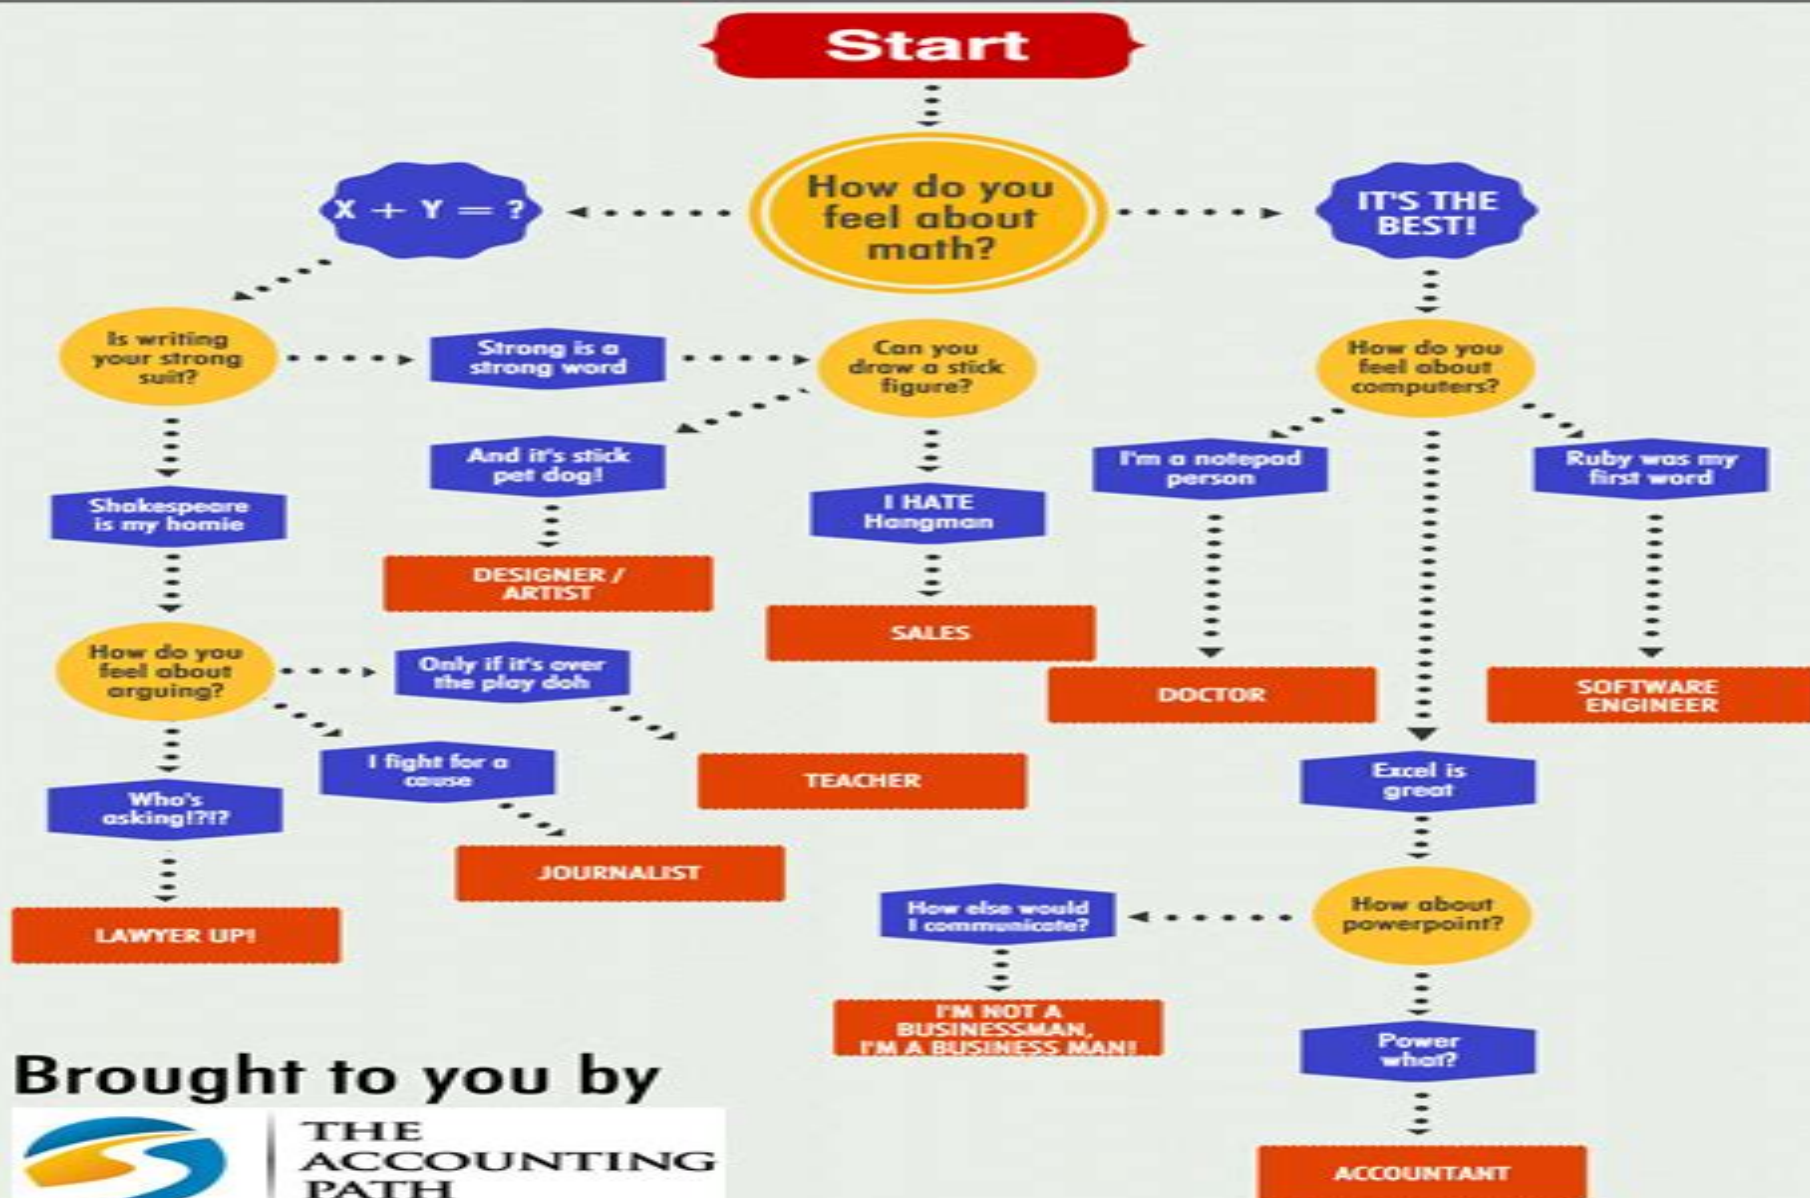 Start
How do you
feel about
math?
X + Y = ?
IT'S THE
BEST!
Is writing
your strong
suit?
Strong is a
strong word
Can you
draw a stick
figure?
How do you
feel about
computers?
And it's stick
pet dog!
I'm a notepad
person
Ruby was my
first word
Shakespeare
is my homie
I HATE
Hangman
DESIGNER /
ARTIST
SALES
How do you
feel about
arguing?
Only if it's over
the play doh
DOCTOR
SOFTWARE
ENGINEER
I fight for a
cause
TEACHER
Excel is
great
Who's
asking!?!?
JOURNALIST
How else would
I communicate?
How about
powerpoint?
LAWYER UP!
I'M NOT A
BUSINESSMAN,
I'M A BUSINESS MAN!
Power
what?
Brought to you by
THE
ACCOUNTING
PATH
ACCOUNTANT